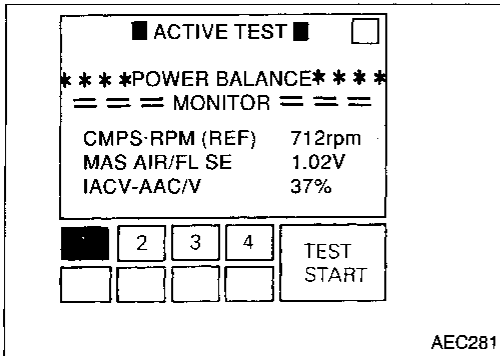 ■ ACTIVE TEST ■
* * * *POWER BALANCE* * * *
= = = MONITOR = = =
CMPS·RPM (REF) 712rpm
MAS AIR/FL SE 1.02V
IACV-AAC/V 37%
2 3 4
TEST
START
AEC281